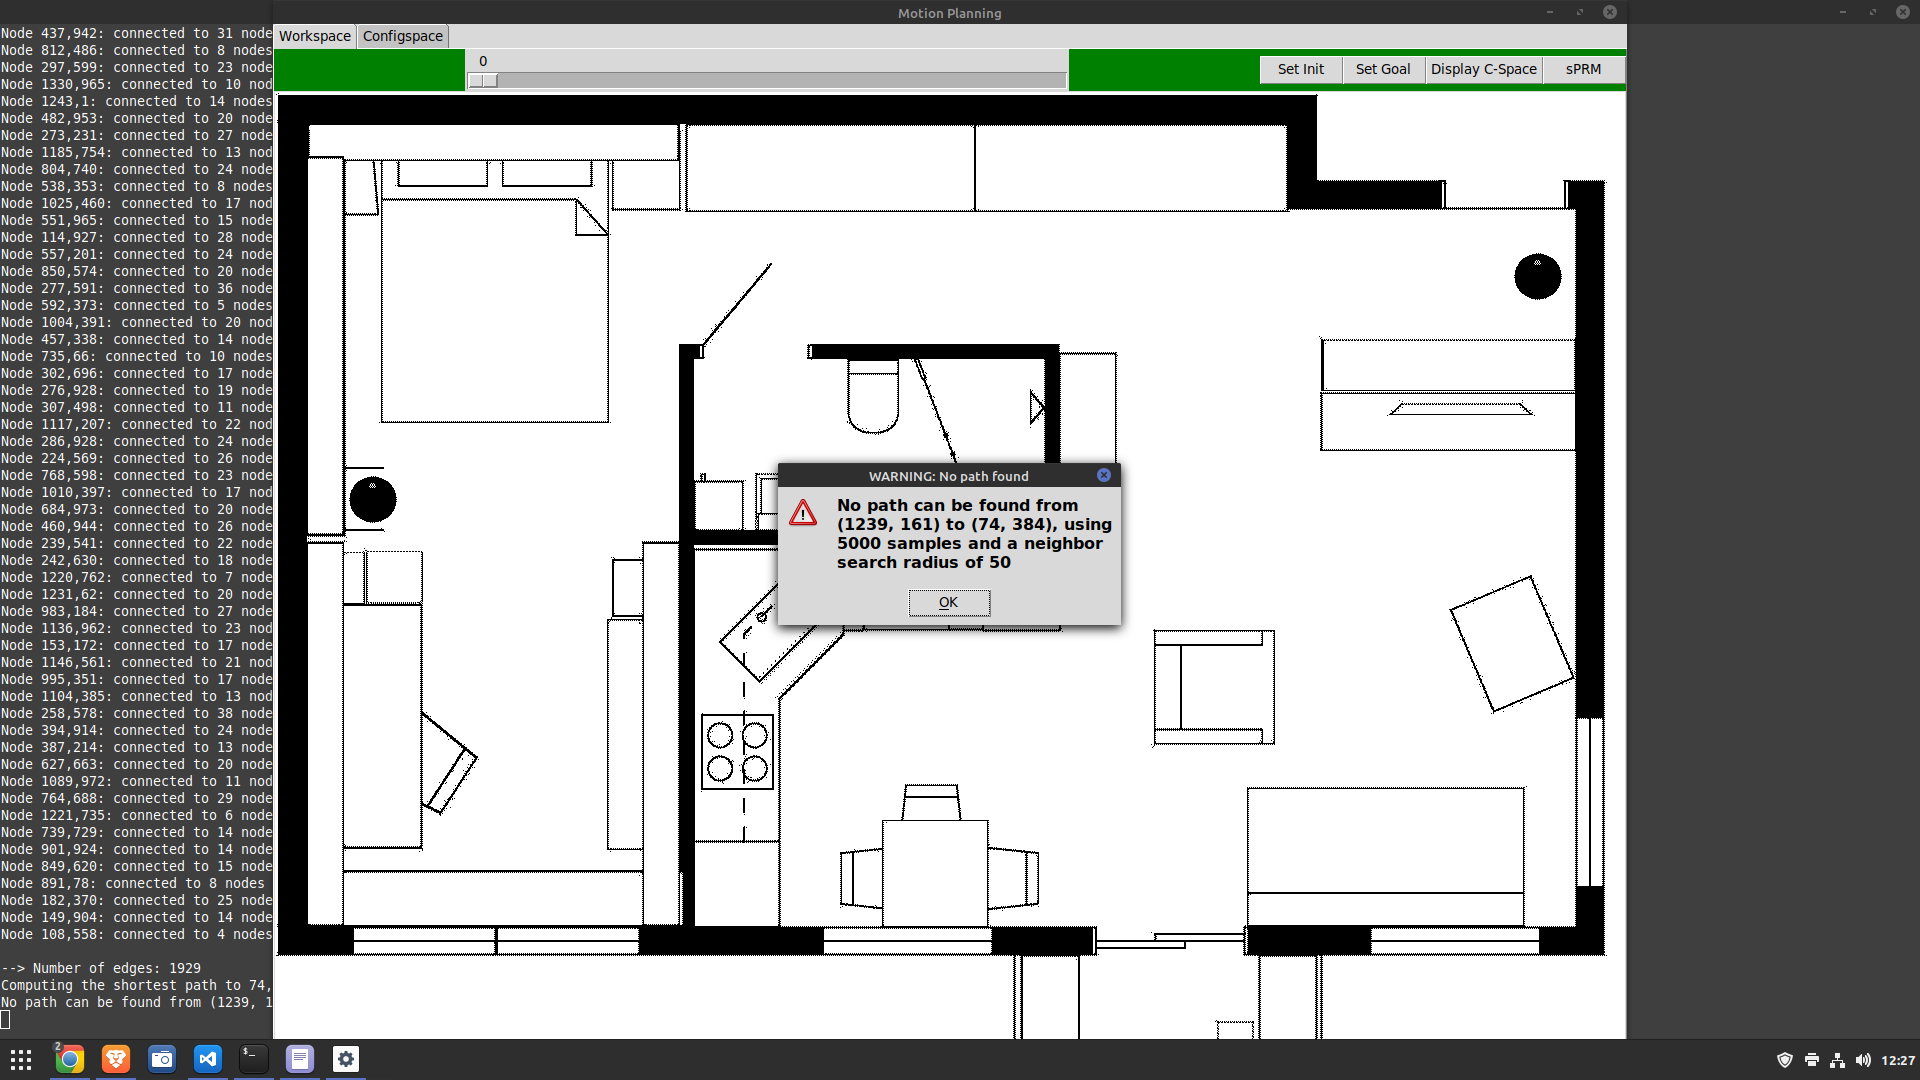 Motion Planning
Workspace
Configspace
0
Set Init
Set Goal
Display C-Space
sPRM
Node 437,942: connected to 31 node
Node 812,486: connected to 8 nodes
Node 297,599: connected to 23 node
Node 1330,965: connected to 10 nod
Node 1243,1: connected to 14 nodes
Node 482,953: connected to 20 node
Node 273,231: connected to 27 node
Node 1185,754: connected to 13 nod
Node 804,740: connected to 24 node
Node 538,353: connected to 8 nodes
Node 1025,460: connected to 17 nod
Node 551,965: connected to 15 node
Node 114,927: connected to 28 node
Node 557,201: connected to 24 node
Node 850,574: connected to 20 node
Node 277,591: connected to 36 node
Node 592,373: connected to 5 nodes
Node 1004,391: connected to 20 nod
Node 457,338: connected to 14 node
Node 735,66: connected to 10 nodes
Node 302,696: connected to 17 node
Node 276,928: connected to 19 node
Node 307,498: connected to 11 node
Node 1117,207: connected to 22 nod
Node 286,928: connected to 24 node
Node 224,569: connected to 26 node
Node 768,598: connected to 23 node
Node 1010,397: connected to 17 nod
Node 684,973: connected to 20 node
Node 460,944: connected to 26 node
Node 239,541: connected to 22 node
Node 242,630: connected to 18 node
Node 1220,762: connected to 7 node
Node 1231,62: connected to 20 node
Node 983,184: connected to 27 node
Node 1136,962: connected to 23 nod
Node 153,172: connected to 17 node
Node 1146,561: connected to 21 nod
Node 995,351: connected to 17 node
Node 1104,385: connected to 13 nod
Node 258,578: connected to 38 node
Node 394,914: connected to 24 node
Node 387,214: connected to 13 node
Node 627,663: connected to 20 node
Node 1089,972: connected to 11 nod
Node 764,688: connected to 29 node
Node 1221,735: connected to 6 node
Node 739,729: connected to 14 node
Node 901,924: connected to 14 node
Node 849,620: connected to 15 node
Node 891,78: connected to 8 nodes
Node 182,370: connected to 25 node
Node 149,904: connected to 14 node
Node 108,558: connected to 4 nodes
--> Number of edges: 1929
Computing the shortest path to 74,
No path can be found from (1239, 1
WARNING: No path found
No path can be found from
(1239, 161) to (74, 384), using
5000 samples and a neighbor
search radius of 50
OK
2
12:27